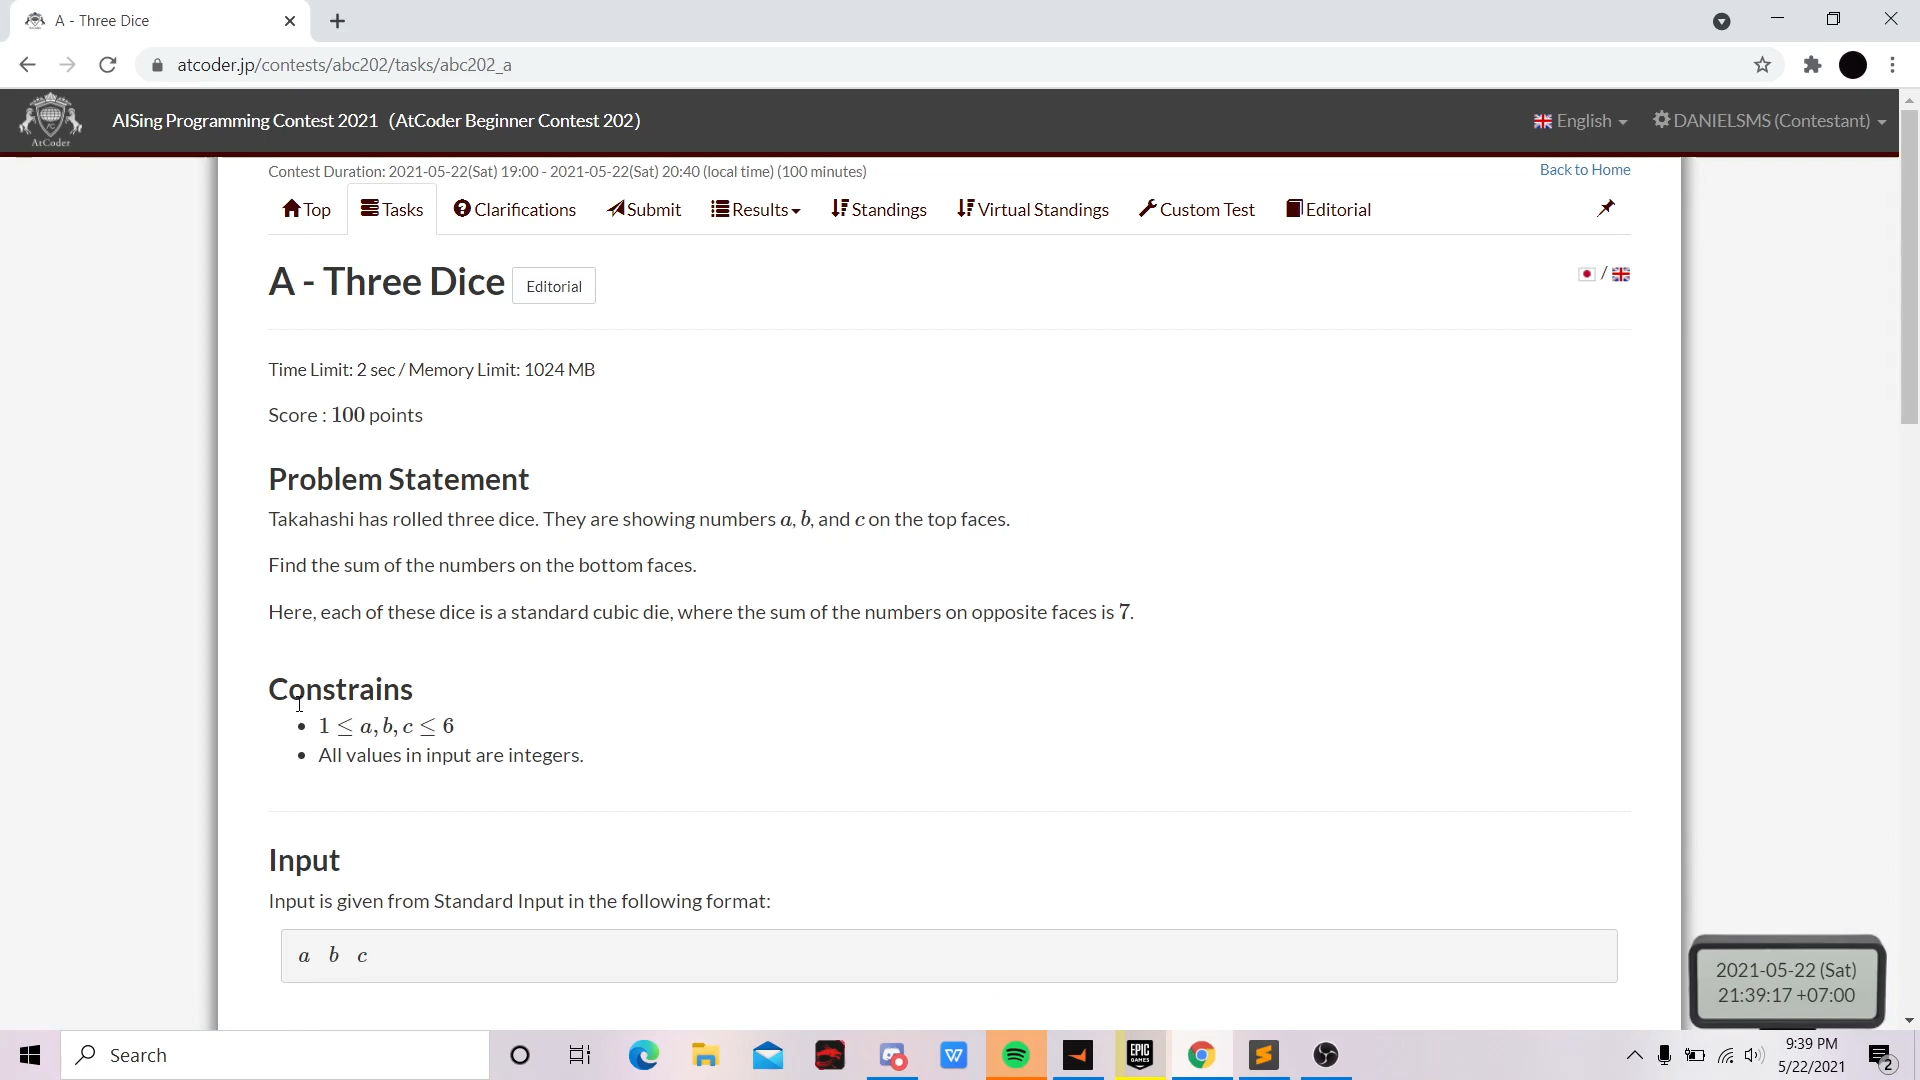 A - Three Dice
atcoder.jp/contests/abc202/tasks/abc202_a
AtCoder
AISing Programming Contest 2021 (AtCoder Beginner Contest 202)
English
DANIELSMS (Contestant)
Contest Duration: 2021-05-22(Sat) 19:00 - 2021-05-22(Sat) 20:40 (local time) (100 minutes)
Back to Home
Top Tasks Clarifications Submit Results Standings Virtual Standings Custom Test Editorial
A - Three Dice Editorial
/
Time Limit: 2 sec / Memory Limit: 1024 MB
Score : 100 points
Problem Statement
Takahashi has rolled three dice. They are showing numbers a, b, and c on the top faces.
Find the sum of the numbers on the bottom faces.
Here, each of these dice is a standard cubic die, where the sum of the numbers on opposite faces is 7.
Constrains
• 1 ≤ a, b, c ≤ 6
• All values in input are integers.
Input
Input is given from Standard Input in the following format:
a b c
2021-05-22 (Sat)
21:39:17 +07:00
Search
EPIC
GAMES
W
9:39 PM
5/22/2021
2